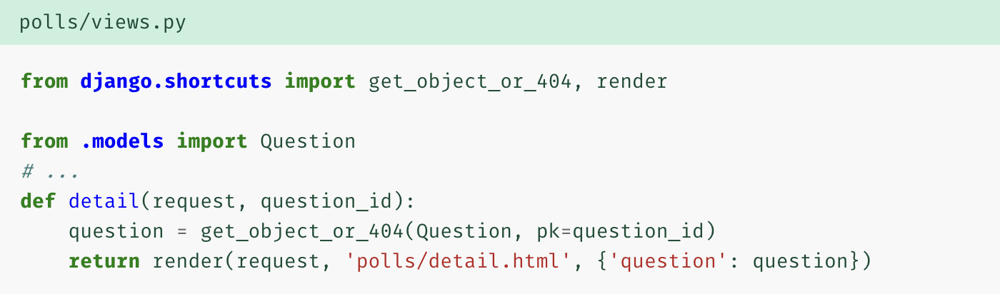 polls/views.py
from django.shortcuts import get_object_or_404, render
from .models import Question
# ...
def detail(request, question_id):
    question = get_object_or_404(Question, pk=question_id)
    return render(request, 'polls/detail.html', {'question': question})